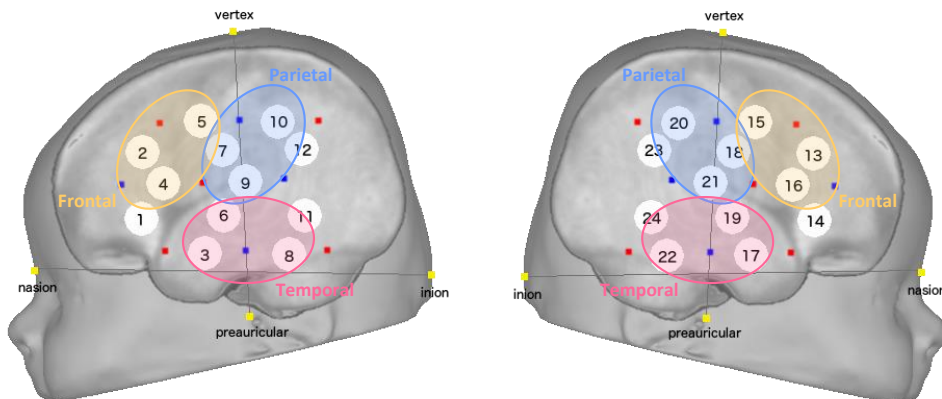 vertex
Parietal
5
10
2
7
12
4
9
Frontal
1
6
11
3
8
nasion
Temporal
inion
preauricular
vertex
Parietal
20
15
23
18
13
21
16
Frontal
24
19
14
22
17
inion
Temporal
nasion
preauricular